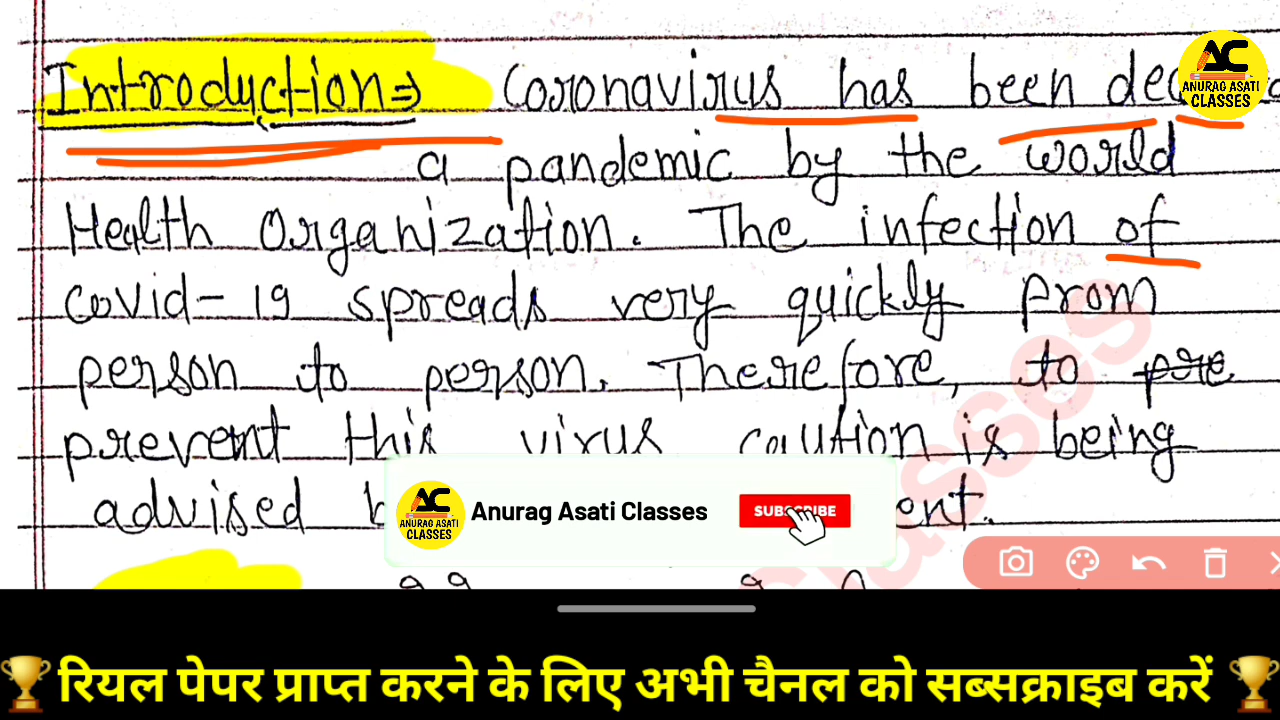 Introduction⇒ Coronavirus has been
a pandemic by the world
Health Organization. The infection of
Covid-19 spreads very quickly from
person to person. Therefore, to pre
prevent this virus caution is being
advised
AC
ANURAG ASATI
CLASSES
AC
ANURAG ASATI
CLASSES
Anurag Asati Classes
SUBSCRIBE
classes
🏆 रियल पेपर प्राप्त करने के लिए अभी चैनल को सब्सक्राइब करें 🏆